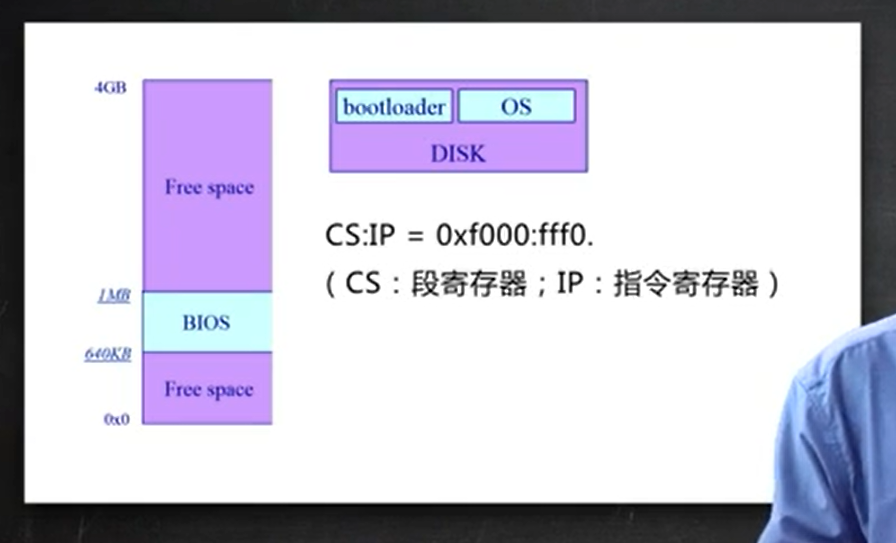 4GB
Free space
1MB
BIOS
640KB
Free space
0x0
bootloader
OS
DISK
CS:IP = 0xf000:fff0.
( CS：段寄存器；IP：指令寄存器 )